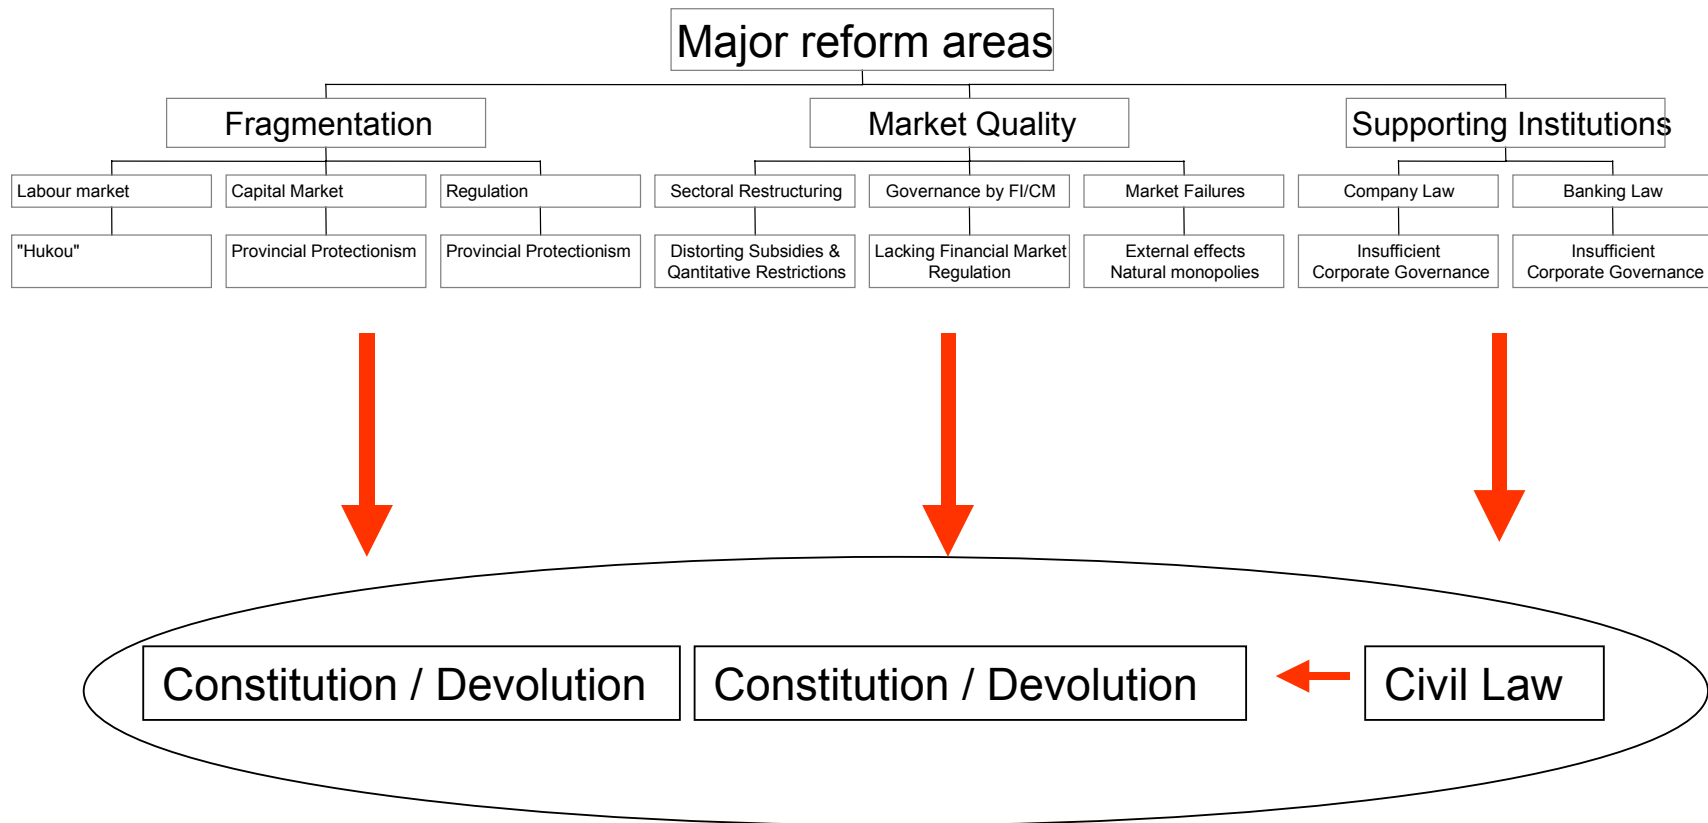 Major reform areas
Fragmentation
Market Quality
Supporting Institutions
Labour market
Capital Market
Regulation
Sectoral Restructuring
Governance by FI/CM
Market Failures
Company Law
Banking Law
"Hukou"
Provincial Protectionism
Provincial Protectionism
Distorting Subsidies &
Qantitative Restrictions
Lacking Financial Market
Regulation
External effects
Natural monopolies
Insufficient
Corporate Governance
Insufficient
Corporate Governance
Constitution / Devolution
Constitution / Devolution
Civil Law